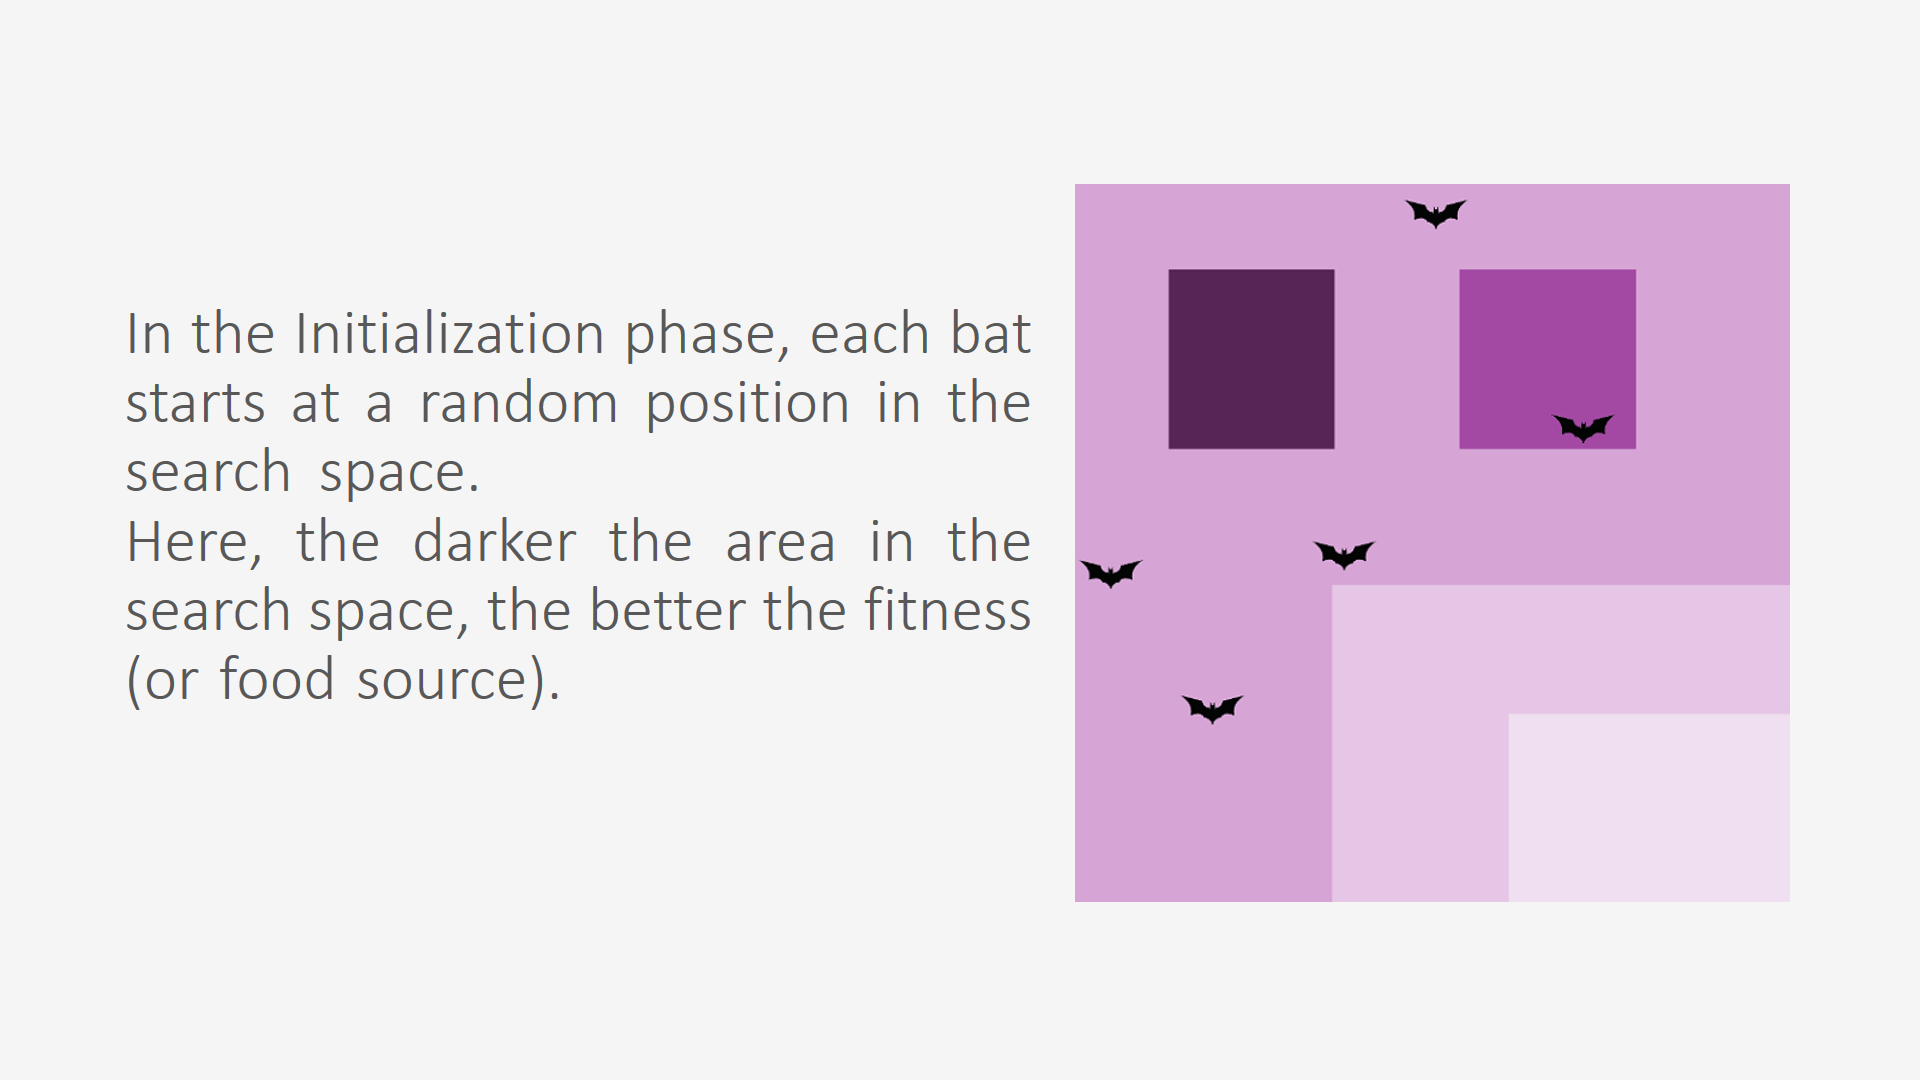 In the Initialization phase, each bat
starts at a random position in the
search space.
Here, the darker the area in the
search space, the better the fitness
(or food source).